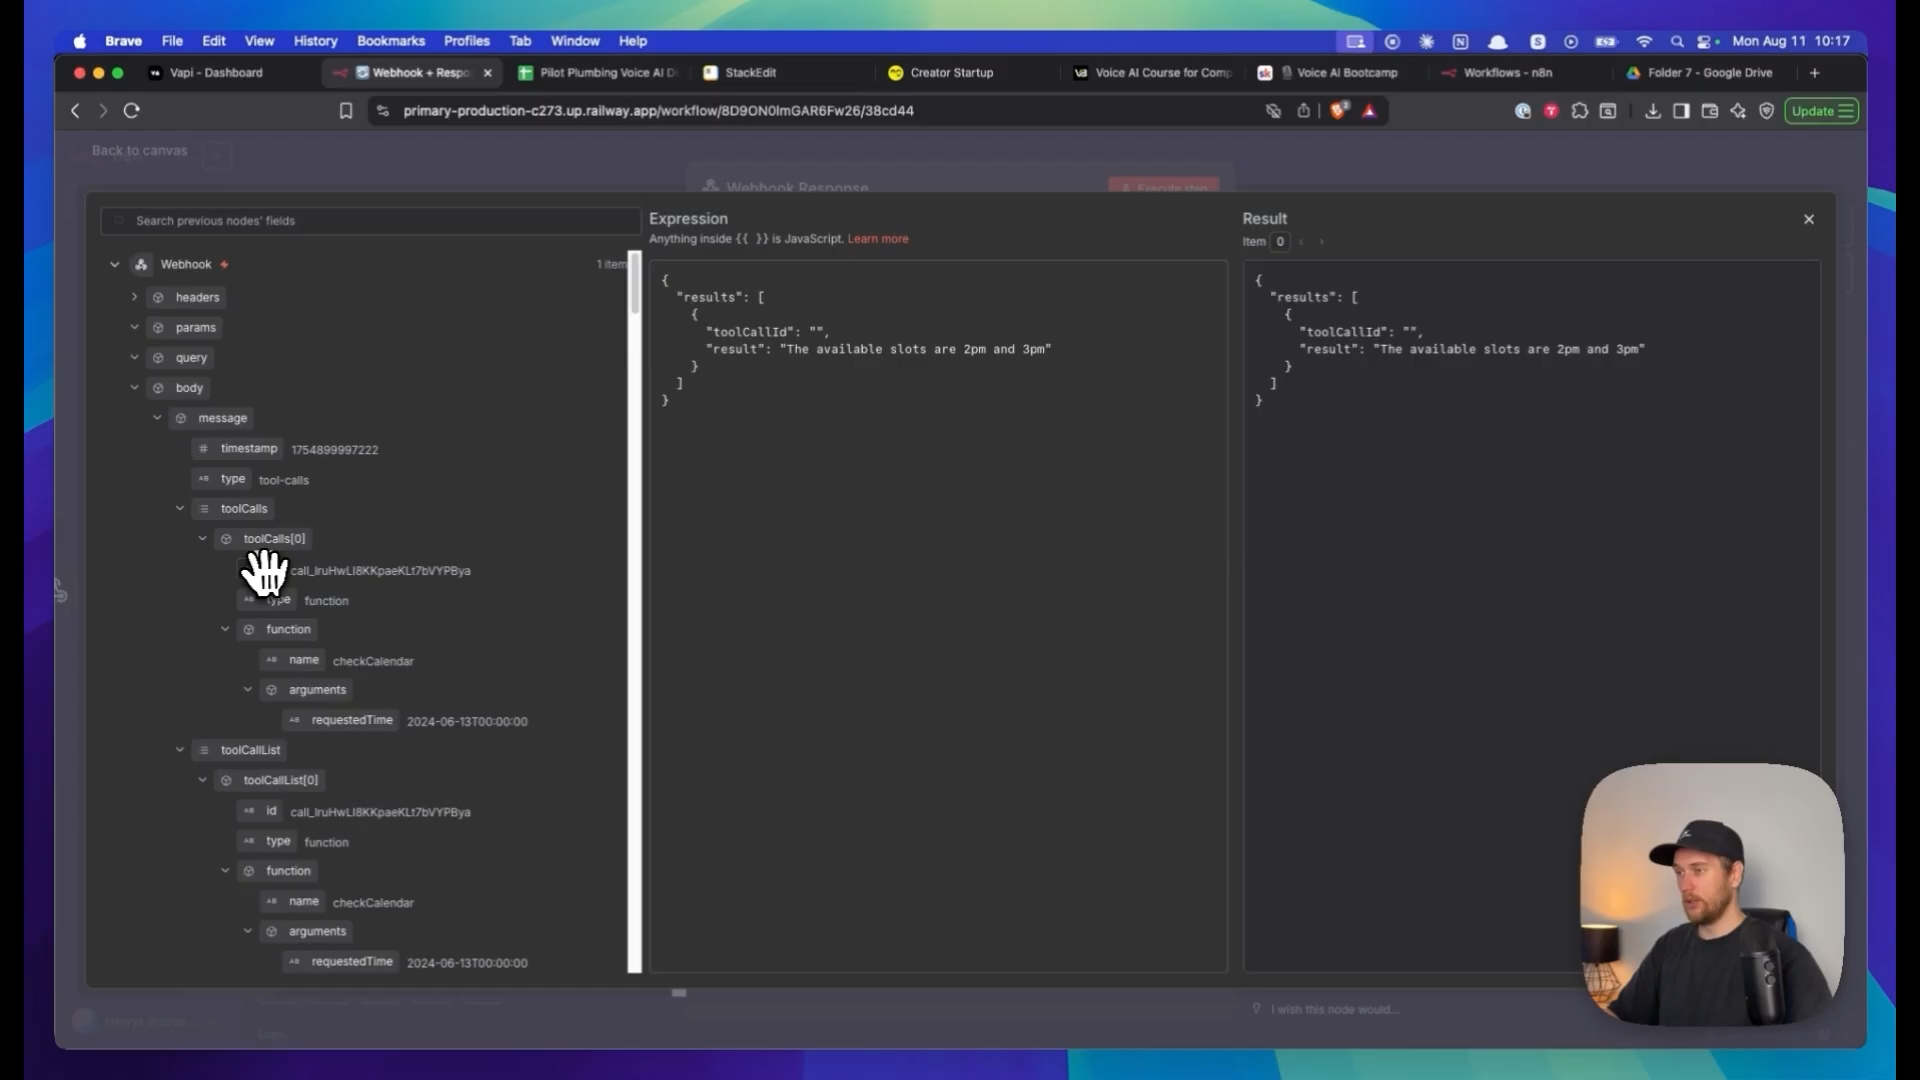 Brave File Edit View History Bookmarks Profiles Tab Window Help
Mon Aug 11 10:17
Vapi - Dashboard
Webhook + Respo
Pilot Plumbing Voice AI D
StackEdit
Creator Startup
Voice AI Course for Comp
Voice AI Bootcamp
Workflows - n8n
Folder 7 - Google Drive
primary-production-c273.up.railway.app/workflow/8D9ON0lmGAR6Fw26/38cd44
Update
Back to canvas
Webhook Response
Execute step
Search previous nodes' fields
Webhook
1 item
headers
params
query
body
message
timestamp 1754899997222
type tool-calls
toolCalls
toolCalls[0]
call_IruHwLI8KKpaeKLt7bVYPBya
type function
function
name checkCalendar
arguments
requestedTime 2024-06-13T00:00:00
toolCallList
toolCallList[0]
id call_IruHwLI8KKpaeKLt7bVYPBya
type function
function
name checkCalendar
arguments
requestedTime 2024-06-13T00:00:00
Expression
Anything inside {{ }} is JavaScript. Learn more
{
"results": [
{
"toolCallId": "",
"result": "The available slots are 2pm and 3pm"
}
]
}
Result
Item 0
{
"results": [
{
"toolCallId": "",
"result": "The available slots are 2pm and 3pm"
}
]
}
I wish this node would...
Logs